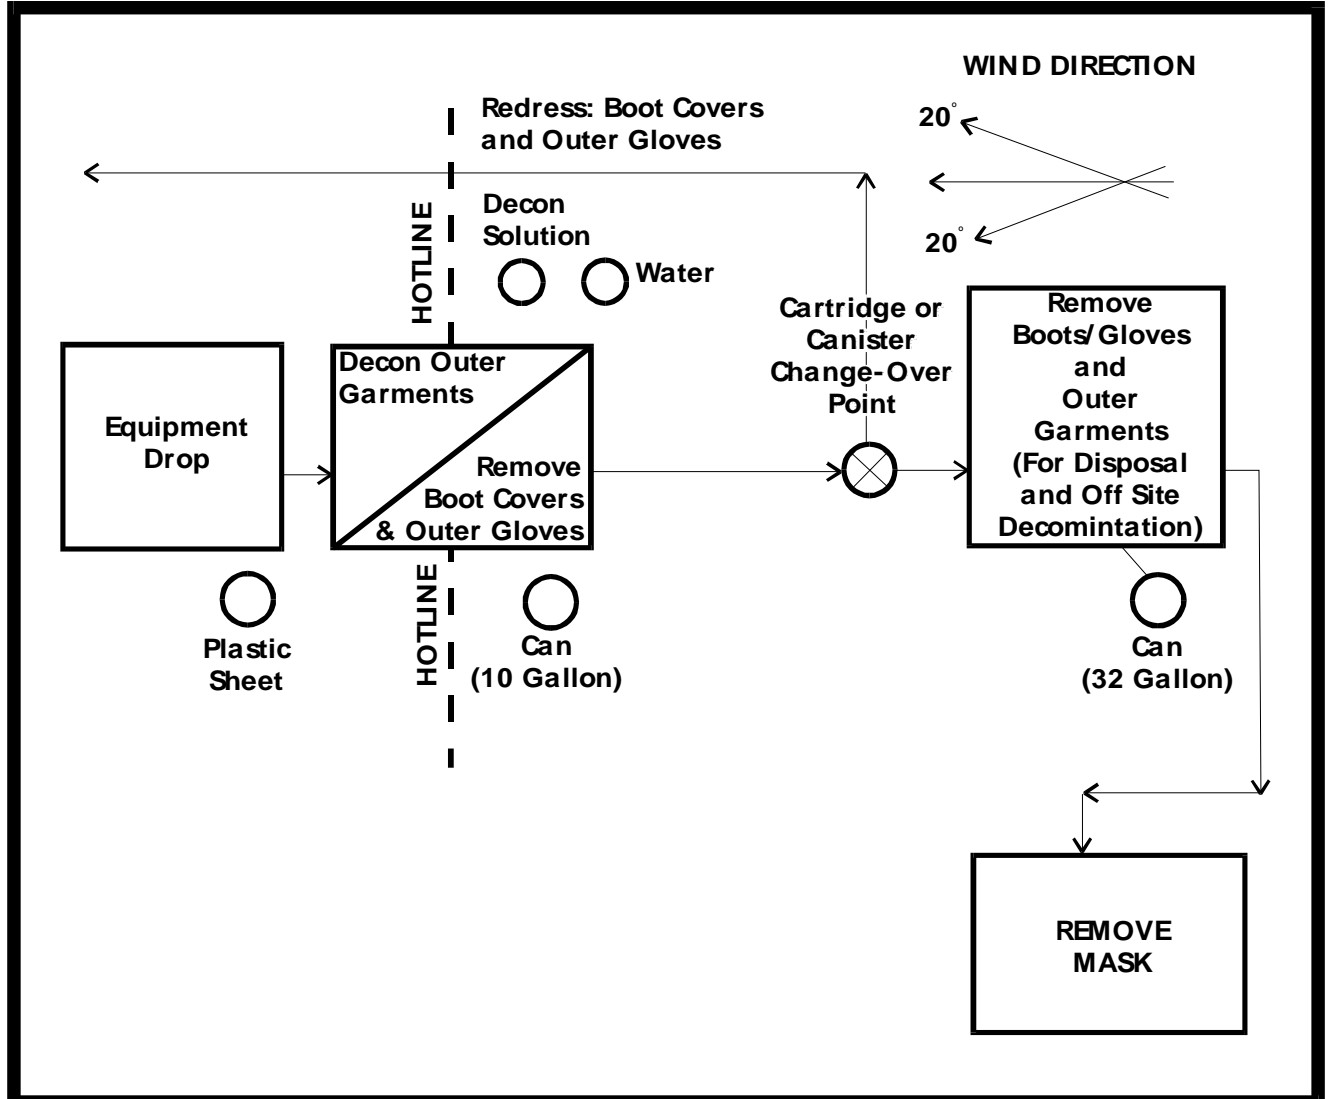 WIND DIRECTION
Redress: Boot Covers
and Outer Gloves
20°
20°
HOTLINE
Decon
Solution
Water
Cartridge or
Canister
Change-Over
Point
Remove
Boots/Gloves
and
Outer
Garments
(For Disposal
and Off Site
Decomintation)
Equipment
Drop
Decon Outer
Garments
Remove
Boot Covers
& Outer Gloves
HOTLINE
Plastic
Sheet
Can
(10 Gallon)
Can
(32 Gallon)
REMOVE
MASK